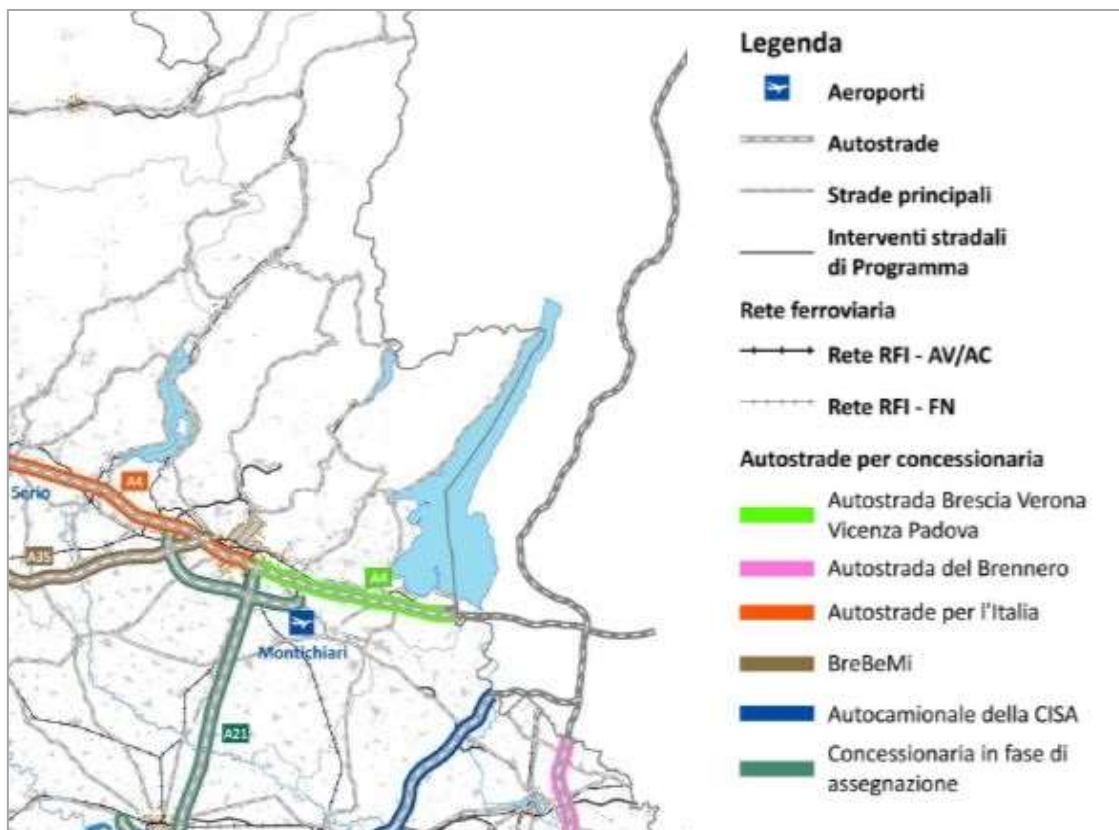 Legenda
Aeroporti
Autostrade
Strade principali
Interventi stradali
di Programma
Rete ferroviaria
Rete RFI - AV/AC
Rete RFI - FN
Autostrade per concessionaria
Autostrada Brescia Verona
Vicenza Padova
Autostrada del Brennero
Autostrade per l'Italia
BreBeMi
Autocamionale della CISA
Concessionaria in fase di
assegnazione
A4
Serio
A35
A4
Montichiari
A21